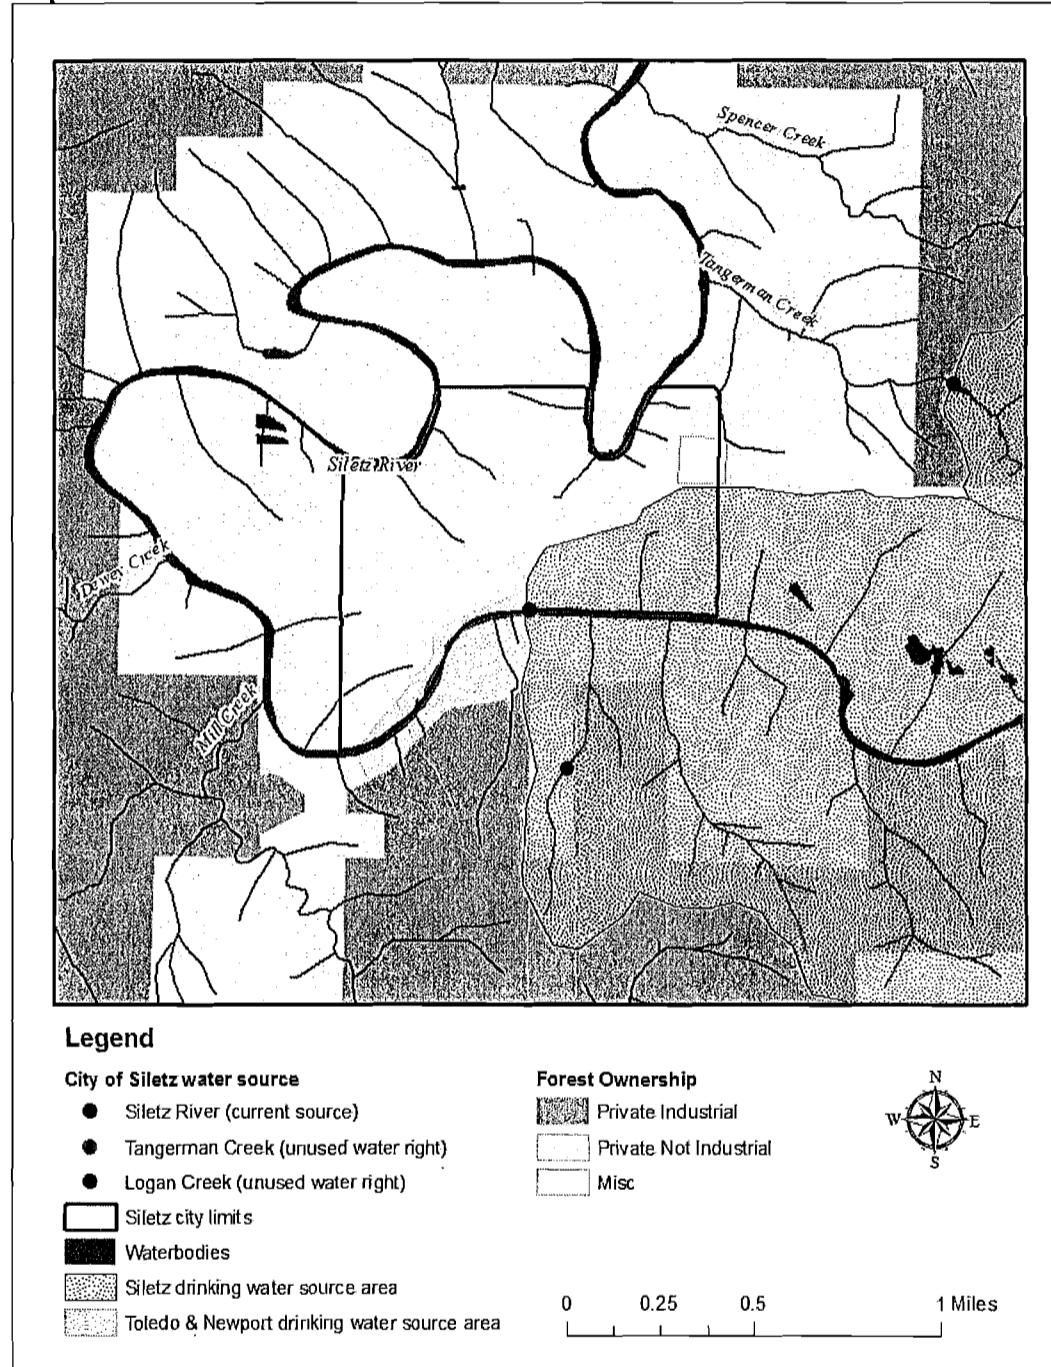 Spencer Creek
Tangerman Creek
Siletz River
Dewey Creek
Mill Creek
Legend
City of Siletz water source
Siletz River (current source)
Tangerman Creek (unused water right)
Logan Creek (unused water right)
Siletz city limits
Waterbodies
Siletz drinking water source area
Toledo & Newport drinking water source area
Forest Ownership
Private Industrial
Private Not Industrial
Misc
N
W E
S
0 0.25 0.5 1 Miles